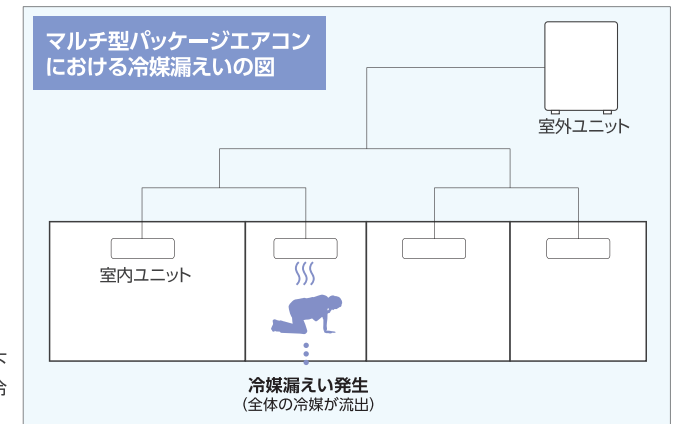 マルチ型パッケージエアコン
における冷媒漏えいの図
室外ユニット
室内ユニット
冷媒漏えい発生
(全体の冷媒が流出)